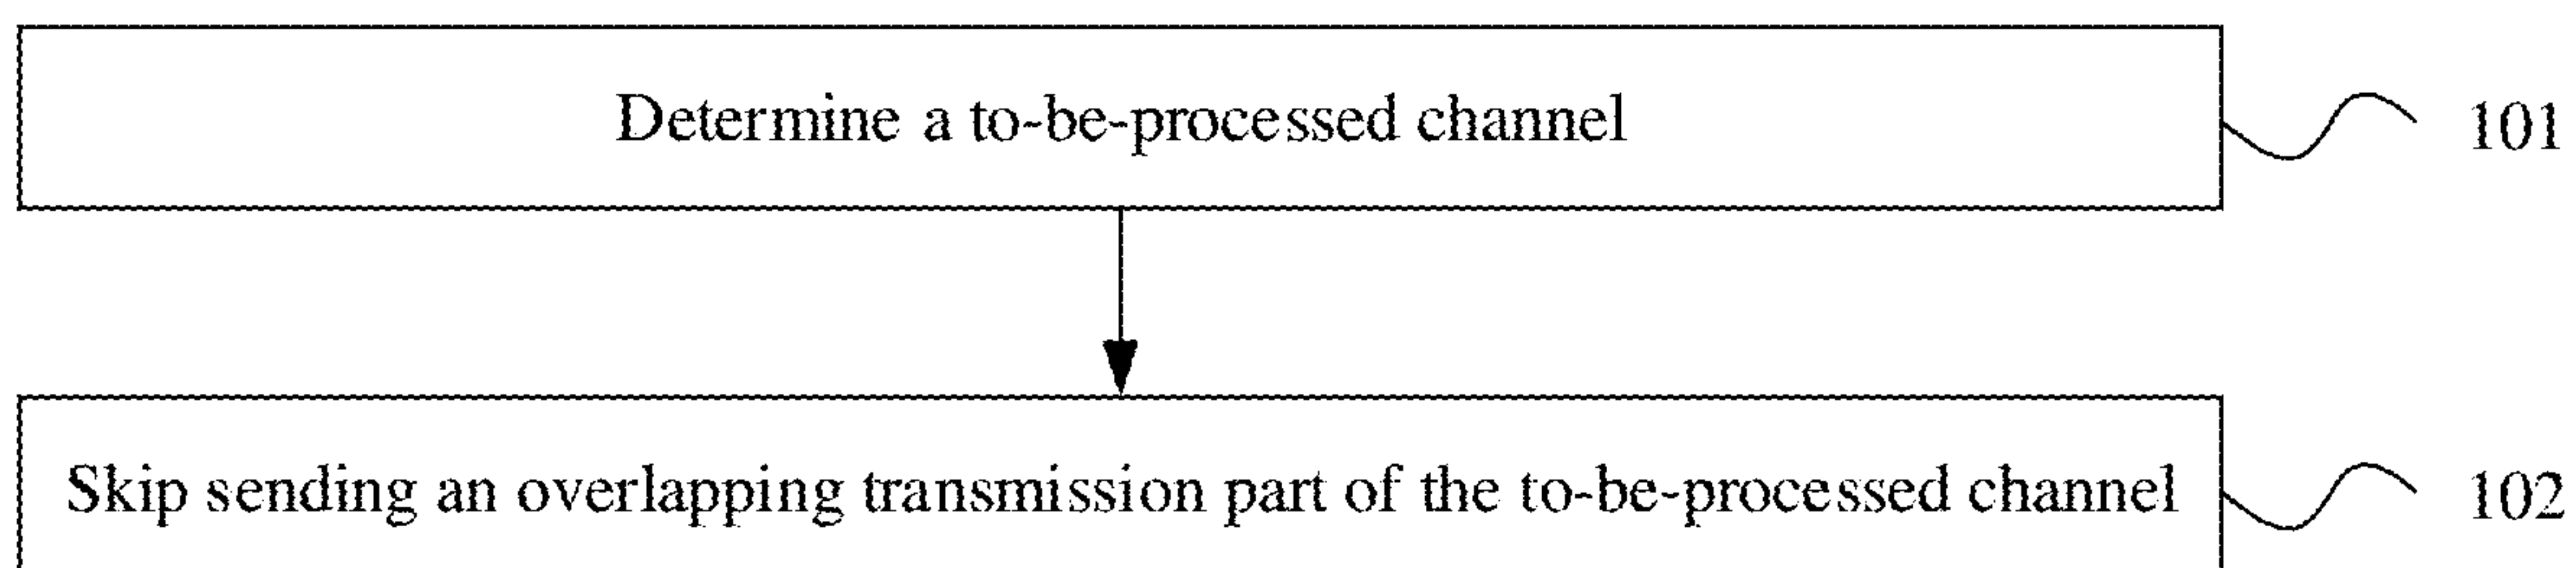 Determine a to-be-processed channel 101
Skip sending an overlapping transmission part of the to-be-processed channel 102